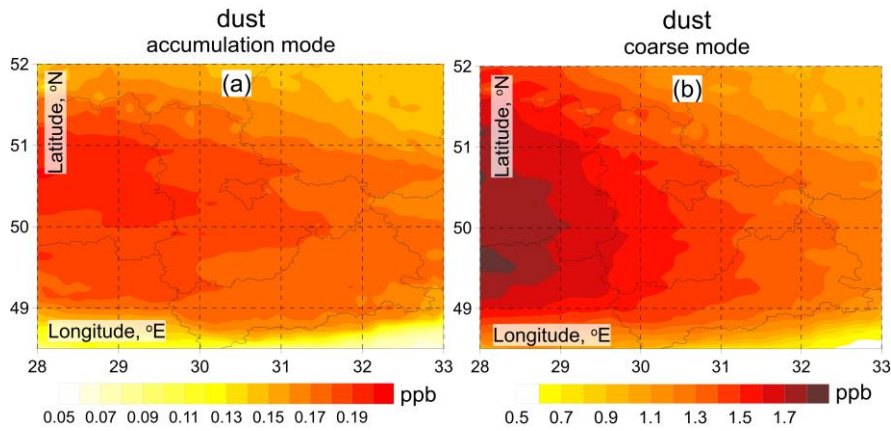 dust
accumulation mode
(a)
Latitude, °N
Longitude, °E
52
51
50
49
28 29 30 31 32 33
0.05 0.07 0.09 0.11 0.13 0.15 0.17 0.19
ppb
dust
coarse mode
(b)
Latitude, °N
Longitude, °E
52
51
50
49
28 29 30 31 32 33
0.5 0.7 0.9 1.1 1.3 1.5 1.7
ppb